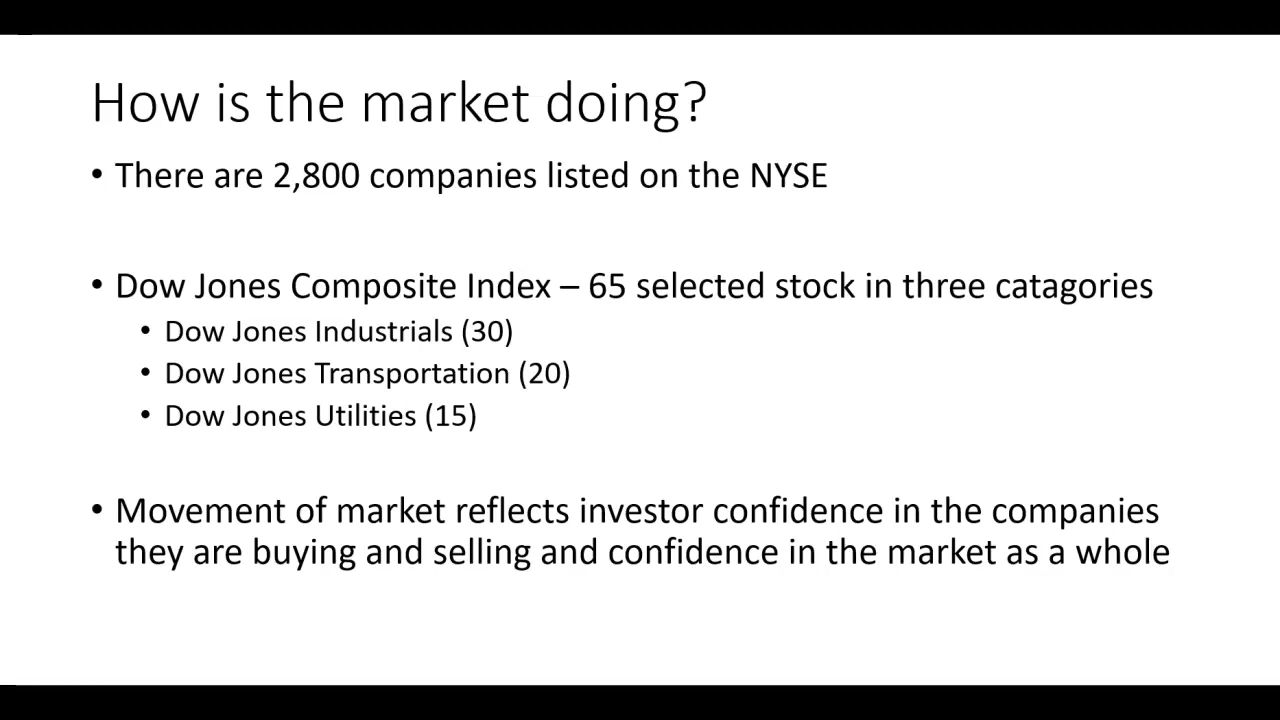 How is the market doing?
• There are 2,800 companies listed on the NYSE
• Dow Jones Composite Index – 65 selected stock in three catagories
• Dow Jones Industrials (30)
• Dow Jones Transportation (20)
• Dow Jones Utilities (15)
• Movement of market reflects investor confidence in the companies
they are buying and selling and confidence in the market as a whole